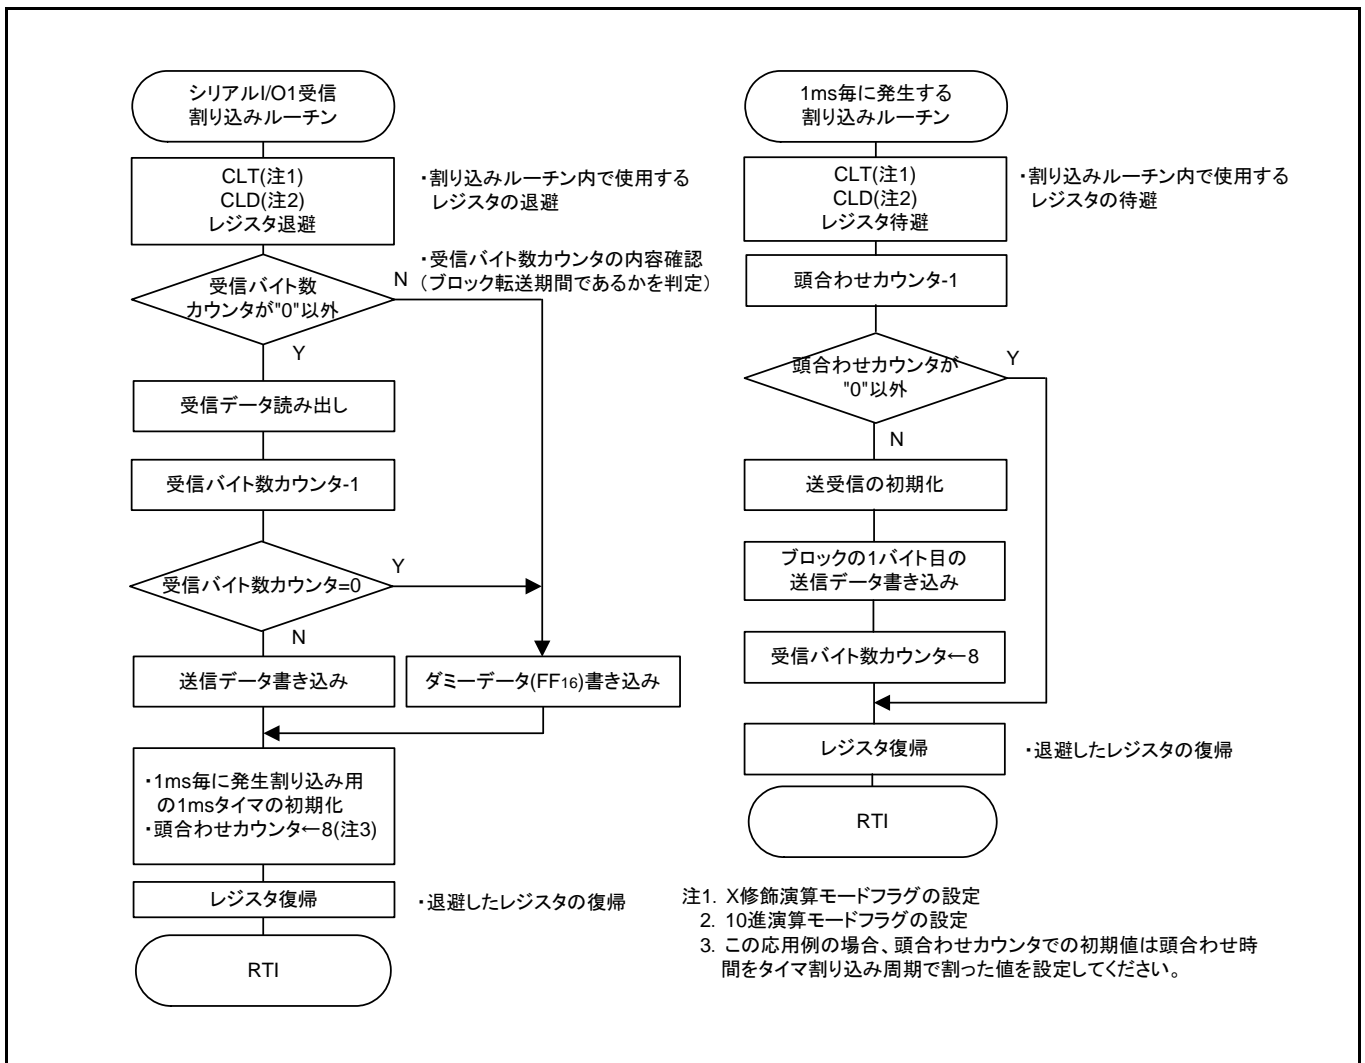 シリアルI/O1受信
割り込みルーチン
CLT(注1)
CLD(注2)
レジスタ退避
・割り込みルーチン内で使用する
レジスタの退避
受信バイト数
カウンタが"0"以外
N
・受信バイト数カウンタの内容確認
（ブロック転送期間であるかを判定）
Y
受信データ読み出し
受信バイト数カウンタ-1
受信バイト数カウンタ=0
Y
N
送信データ書き込み
ダミーデータ(FF16)書き込み
・1ms毎に発生割り込み用
の1msタイマの初期化
・頭合わせカウンタ←8(注3)
レジスタ復帰
・退避したレジスタの復帰
RTI
1ms毎に発生する
割り込みルーチン
CLT(注1)
CLD(注2)
レジスタ待避
・割り込みルーチン内で使用する
レジスタの待避
頭合わせカウンタ-1
頭合わせカウンタが
"0"以外
Y
N
送受信の初期化
ブロックの1バイト目の
送信データ書き込み
受信バイト数カウンタ←8
レジスタ復帰
・退避したレジスタの復帰
RTI
注1. X修飾演算モードフラグの設定
2. 10進演算モードフラグの設定
3. この応用例の場合、頭合わせカウンタでの初期値は頭合わせ時
間をタイマ割り込み周期で割った値を設定してください。